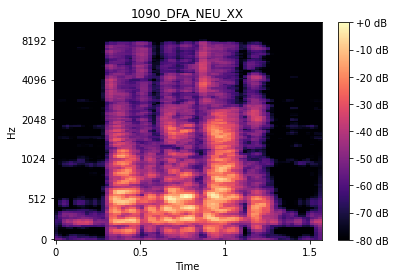 1090_DFA_NEU_XX
Hz
8192
4096
2048
1024
512
0
0
0.5
1
1.5
Time
+0 dB
-10 dB
-20 dB
-30 dB
-40 dB
-50 dB
-60 dB
-70 dB
-80 dB